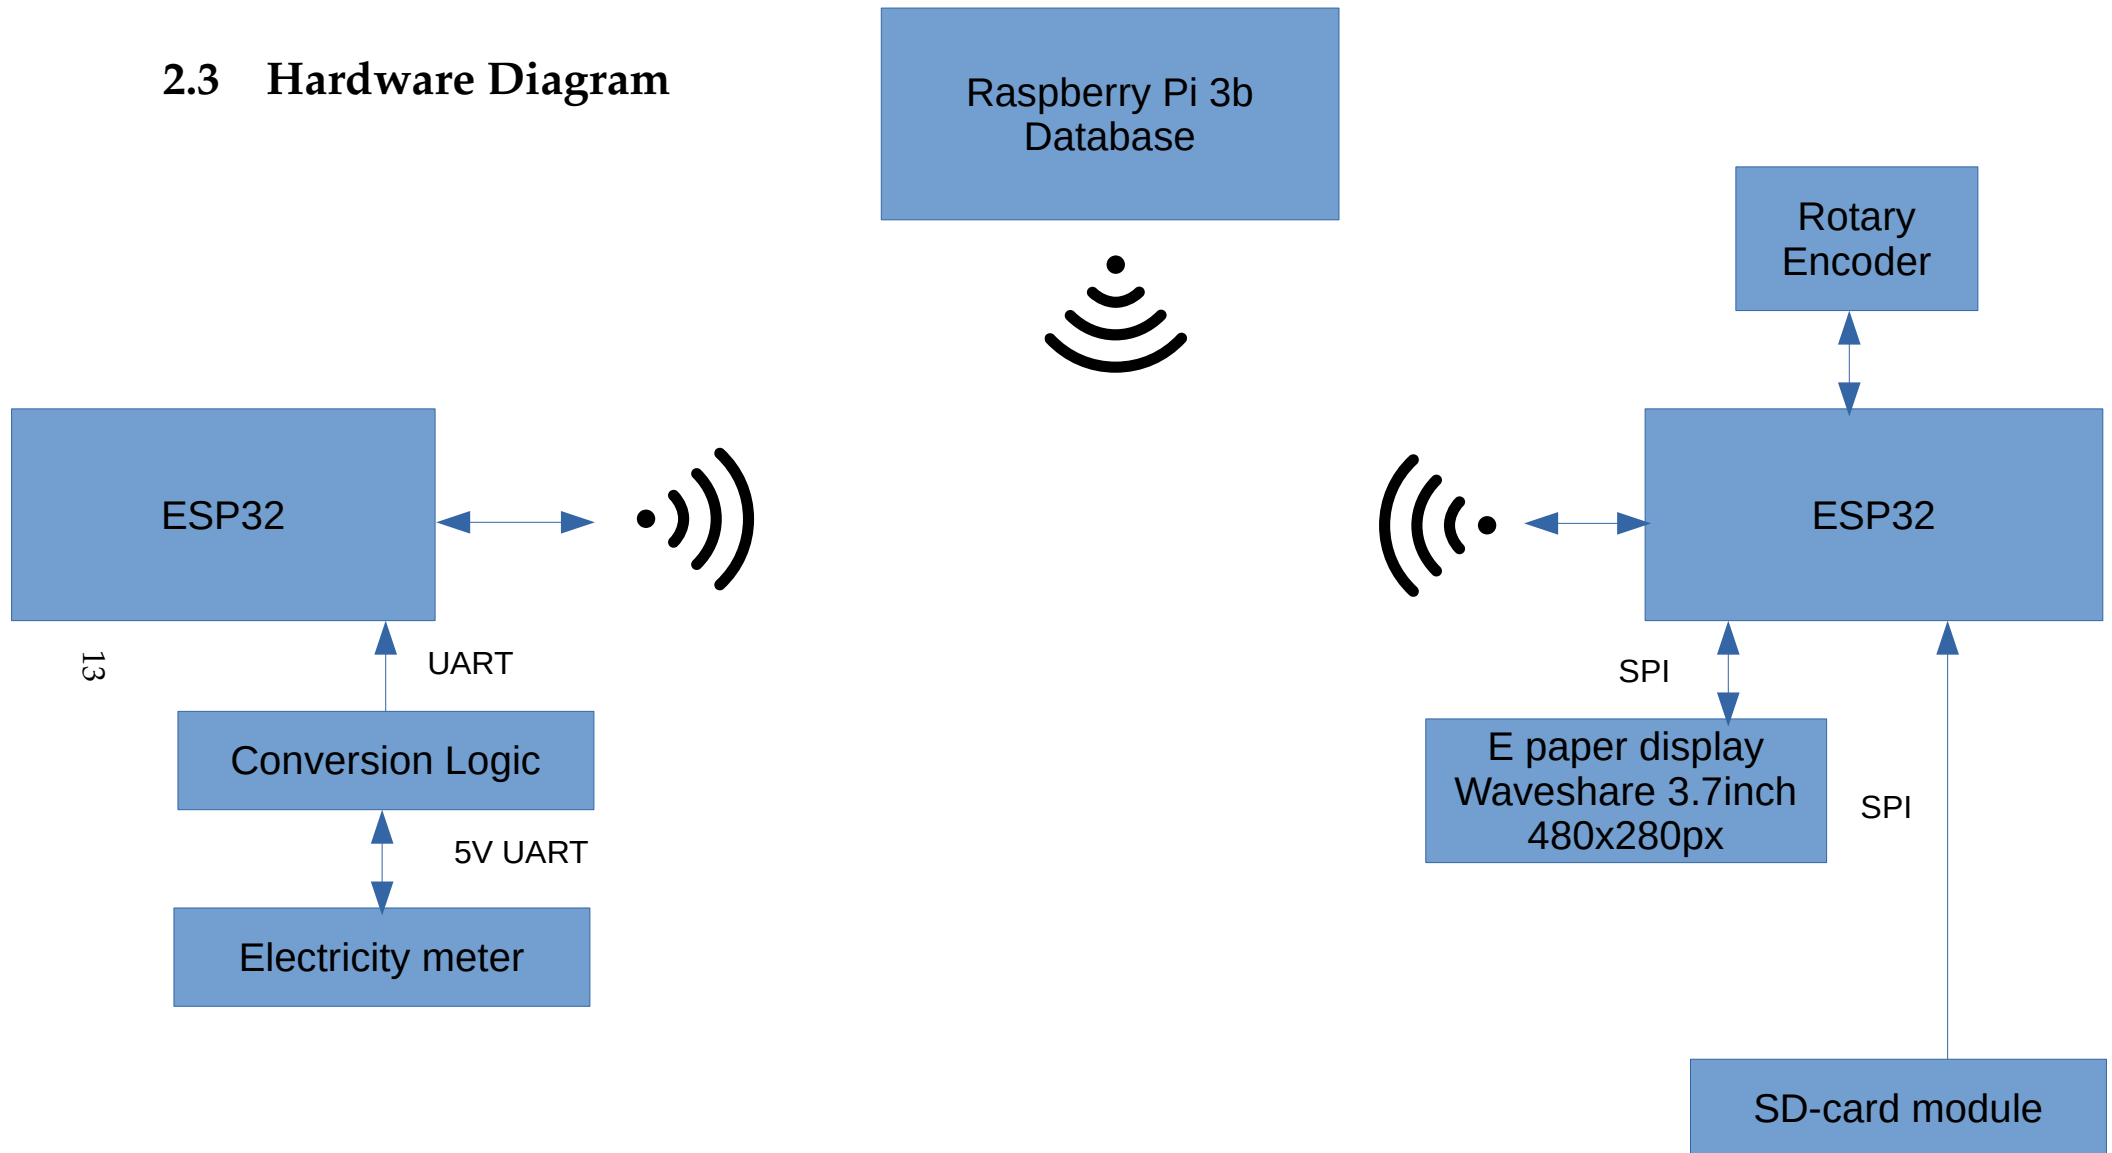 2.3 Hardware Diagram
Raspberry Pi 3b
Database
Rotary
Encoder
ESP32
ESP32
13
UART
SPI
Conversion Logic
E paper display
Waveshare 3.7inch
480x280px
SPI
5V UART
Electricity meter
SD-card module